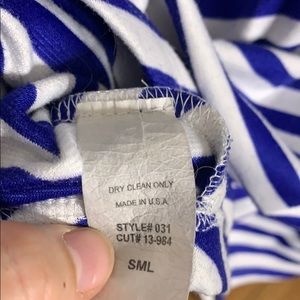 DRY CLEAN ONLY
MADE IN U.S.A
STYLE# 031
CUT# 13-984
SML